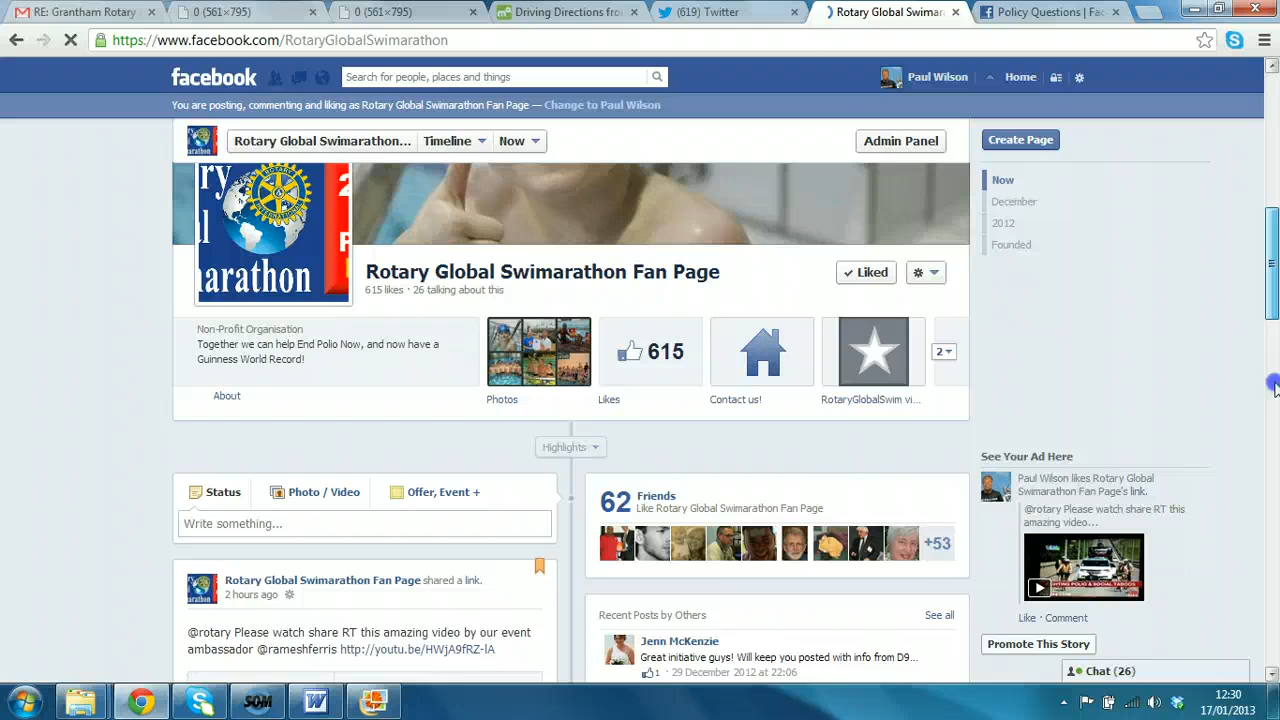 RE: Grantham Rotary
0 (561×795)
0 (561×795)
Driving Directions fro
(619) Twitter
Rotary Global Swimar
Policy Questions | Fac
https://www.facebook.com/RotaryGlobalSwimarathon
facebook
Search for people, places and things
Paul Wilson
Home
You are posting, commenting and liking as Rotary Global Swimarathon Fan Page — Change to Paul Wilson
Rotary Global Swimarathon...
Timeline
Now
Admin Panel
Create Page
Now
December
2012
Founded
ROTARY
INTERNATIONAL
marathon
Rotary Global Swimarathon Fan Page
615 likes · 26 talking about this
Liked
Non-Profit Organisation
Together we can help End Polio Now, and now have a
Guinness World Record!
About
615
2
Photos
Likes
Contact us!
RotaryGlobalSwim vi...
Highlights
Status
Photo / Video
Offer, Event +
Write something...
62 Friends
Like Rotary Global Swimarathon Fan Page
+53
Rotary Global Swimarathon Fan Page shared a link.
2 hours ago
@rotary Please watch share RT this amazing video by our event
ambassador @rameshferris http://youtu.be/HWjA9fRZ-lA
Recent Posts by Others
See all
Jenn McKenzie
Great initiative guys! Will keep you posted with info from D9...
1 · 29 December 2012 at 22:06
See Your Ad Here
Paul Wilson likes Rotary Global
Swimarathon Fan Page's link.
@rotary Please watch share RT this
amazing video...
FIGHTING POLIO & SOCIAL TABOOS
Like · Comment
Promote This Story
Chat (26)
12:30
17/01/2013